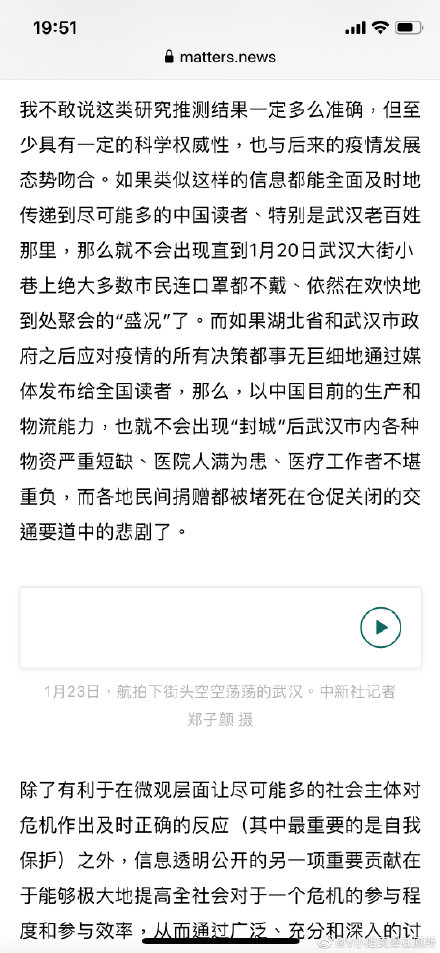 19:51
matters.news
我不敢说这类研究推测结果一定多么准确，但至
少具有一定的科学权威性，也与后来的疫情发展
态势吻合。如果类似这样的信息都能全面及时地
传递到尽可能多的中国读者、特别是武汉老百姓
那里，那么就不会出现直到1月20日武汉大街小
巷上绝大多数市民连口罩都不戴、依然在欢快地
到处聚会的“盛况”了。而如果湖北省和武汉市政
府之后应对疫情的所有决策都事无巨细地通过媒
体发布给全国读者，那么，以中国目前的生产和
物流能力，也就不会出现“封城”后武汉市内各种
物资严重短缺、医院人满为患、医疗工作者不堪
重负，而各地民间捐赠都被堵死在仓促关闭的交
通要道中的悲剧了。
1月23日，航拍下街头空空荡荡的武汉。中新社记者
郑子颜 摄
除了有利于在微观层面让尽可能多的社会主体对
危机作出及时正确的反应（其中最重要的是自我
保护）之外，信息透明公开的另一项重要贡献在
于能够极大地提高全社会对于一个危机的参与程
度和参与效率，从而通过广泛、充分和深入的讨